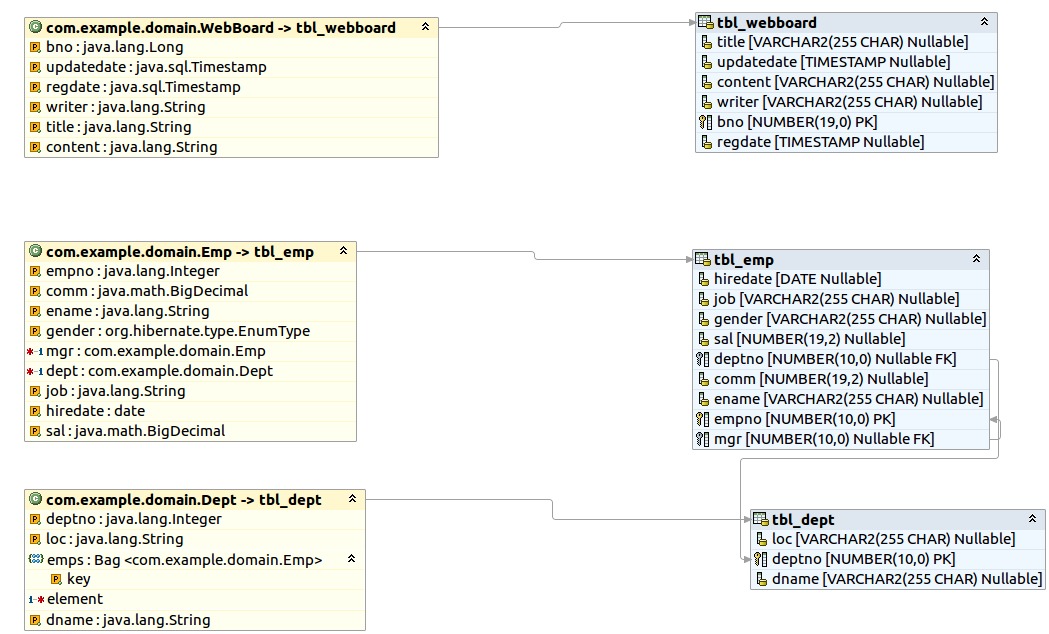 com.example.domain.WebBoard -> tbl_webboard
bno : java.lang.Long
updatedate : java.sql.Timestamp
regdate : java.sql.Timestamp
writer : java.lang.String
title : java.lang.String
content : java.lang.String
tbl_webboard
title [VARCHAR2(255 CHAR) Nullable]
updatedate [TIMESTAMP Nullable]
content [VARCHAR2(255 CHAR) Nullable]
writer [VARCHAR2(255 CHAR) Nullable]
bno [NUMBER(19,0) PK]
regdate [TIMESTAMP Nullable]
com.example.domain.Emp -> tbl_emp
empno : java.lang.Integer
comm : java.math.BigDecimal
ename : java.lang.String
gender : org.hibernate.type.EnumType
mgr : com.example.domain.Emp
dept : com.example.domain.Dept
job : java.lang.String
hiredate : date
sal : java.math.BigDecimal
tbl_emp
hiredate [DATE Nullable]
job [VARCHAR2(255 CHAR) Nullable]
gender [VARCHAR2(255 CHAR) Nullable]
sal [NUMBER(19,2) Nullable]
deptno [NUMBER(10,0) Nullable FK]
comm [NUMBER(19,2) Nullable]
ename [VARCHAR2(255 CHAR) Nullable]
empno [NUMBER(10,0) PK]
mgr [NUMBER(10,0) Nullable FK]
com.example.domain.Dept -> tbl_dept
deptno : java.lang.Integer
loc : java.lang.String
emps : Bag <com.example.domain.Emp>
key
element
dname : java.lang.String
tbl_dept
loc [VARCHAR2(255 CHAR) Nullable]
deptno [NUMBER(10,0) PK]
dname [VARCHAR2(255 CHAR) Nullable]